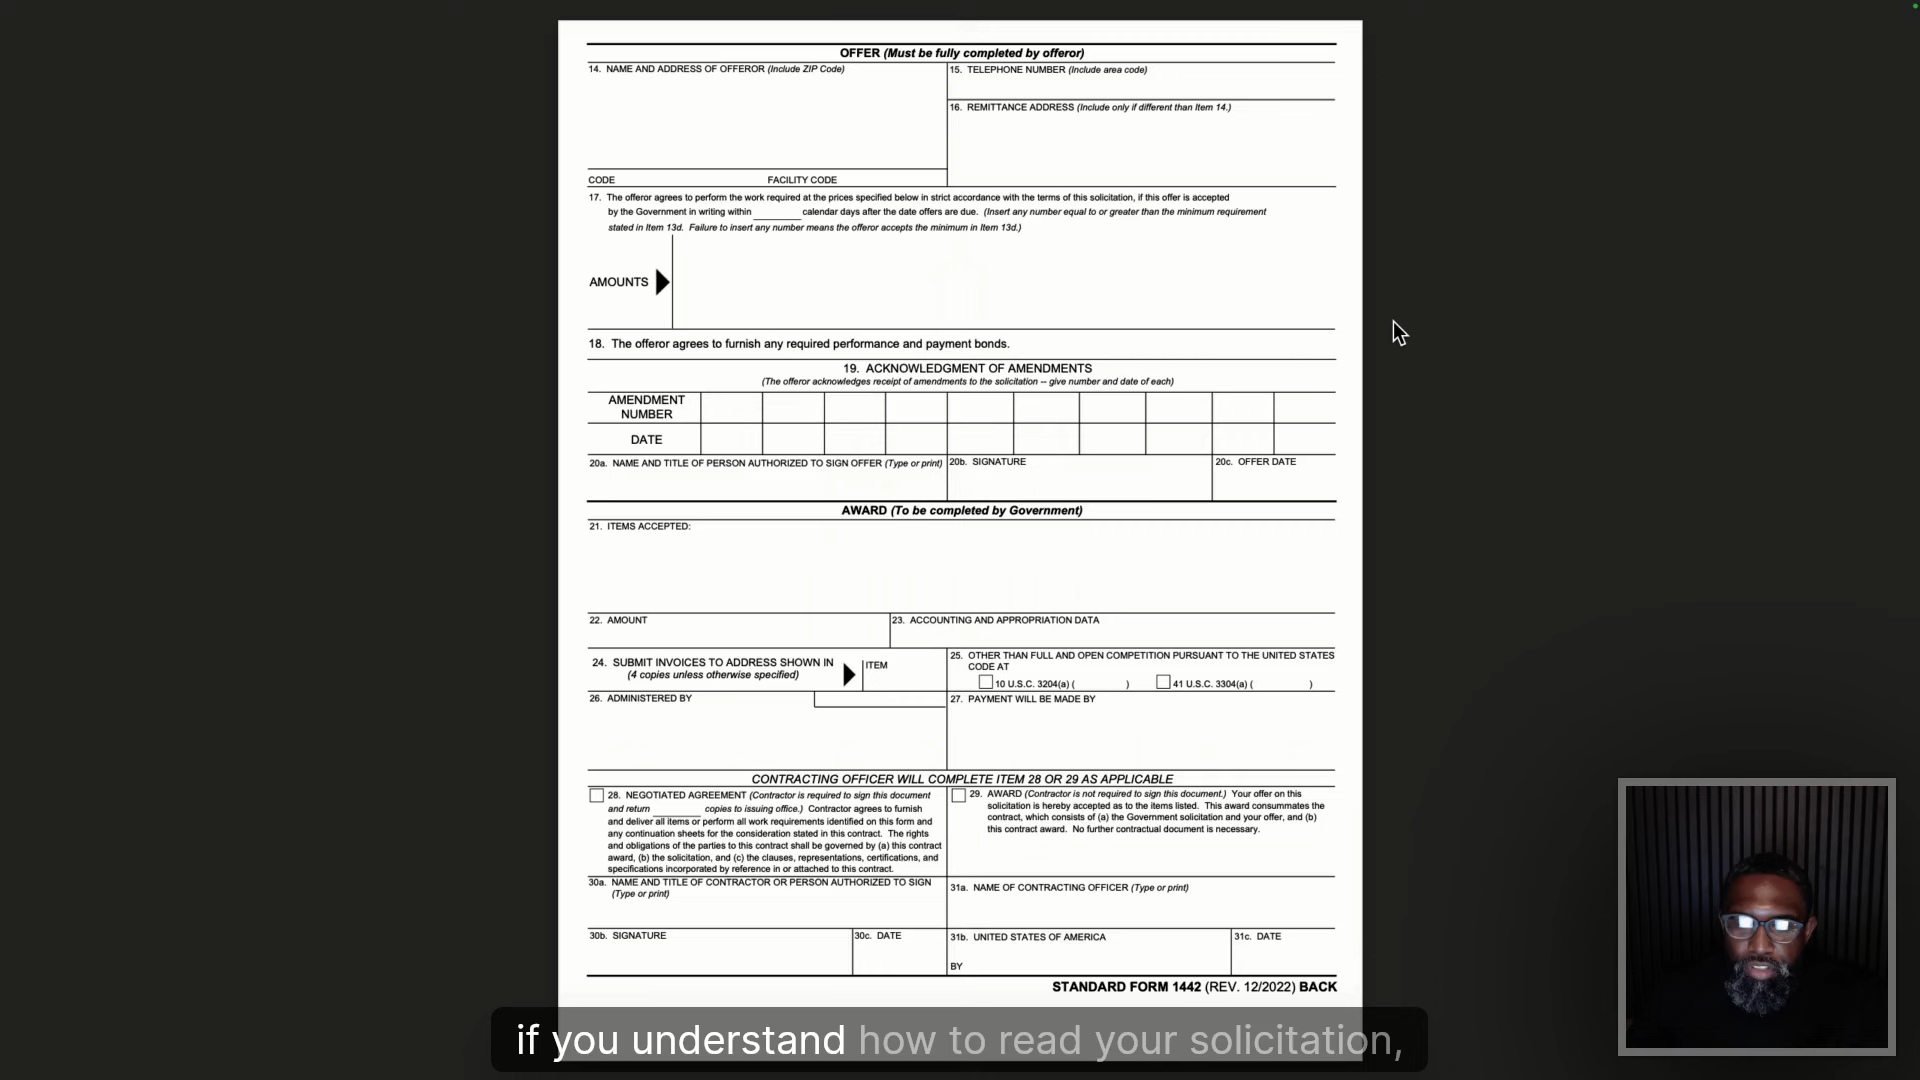 OFFER (Must be fully completed by offeror)
14. NAME AND ADDRESS OF OFFEROR (Include ZIP Code)
15. TELEPHONE NUMBER (Include area code)
16. REMITTANCE ADDRESS (Include only if different than Item 14.)
CODE
FACILITY CODE
17. The offeror agrees to perform the work required at the prices specified below in strict accordance with the terms of this solicitation, if this offer is accepted
by the Government in writing within ________ calendar days after the date offers are due. (Insert any number equal to or greater than the minimum requirement
stated in Item 13d. Failure to insert any number means the offeror accepts the minimum in Item 13d.)
AMOUNTS
18. The offeror agrees to furnish any required performance and payment bonds.
19. ACKNOWLEDGMENT OF AMENDMENTS
(The offeror acknowledges receipt of amendments to the solicitation -- give number and date of each)
AMENDMENT
NUMBER
DATE
20a. NAME AND TITLE OF PERSON AUTHORIZED TO SIGN OFFER (Type or print)
20b. SIGNATURE
20c. OFFER DATE
AWARD (To be completed by Government)
21. ITEMS ACCEPTED:
22. AMOUNT
23. ACCOUNTING AND APPROPRIATION DATA
24. SUBMIT INVOICES TO ADDRESS SHOWN IN
(4 copies unless otherwise specified)
ITEM
25. OTHER THAN FULL AND OPEN COMPETITION PURSUANT TO THE UNITED STATES
CODE AT
10 U.S.C. 3204(a) ( )
41 U.S.C. 3304(a) ( )
26. ADMINISTERED BY
27. PAYMENT WILL BE MADE BY
CONTRACTING OFFICER WILL COMPLETE ITEM 28 OR 29 AS APPLICABLE
28. NEGOTIATED AGREEMENT (Contractor is required to sign this document
and return ________ copies to issuing office.) Contractor agrees to furnish
and deliver all items or perform all work requirements identified on this form and
any continuation sheets for the consideration stated in this contract. The rights
and obligations of the parties to this contract shall be governed by (a) this contract
award, (b) the solicitation, and (c) the clauses, representations, certifications, and
specifications incorporated by reference in or attached to this contract.
29. AWARD (Contractor is not required to sign this document.) Your offer on this
solicitation is hereby accepted as to the items listed. This award consummates the
contract, which consists of (a) the Government solicitation and your offer, and (b)
this contract award. No further contractual document is necessary.
30a. NAME AND TITLE OF CONTRACTOR OR PERSON AUTHORIZED TO SIGN
(Type or print)
31a. NAME OF CONTRACTING OFFICER (Type or print)
30b. SIGNATURE
30c. DATE
31b. UNITED STATES OF AMERICA
BY
31c. DATE
STANDARD FORM 1442 (REV. 12/2022) BACK
if you understand how to read your solicitation,